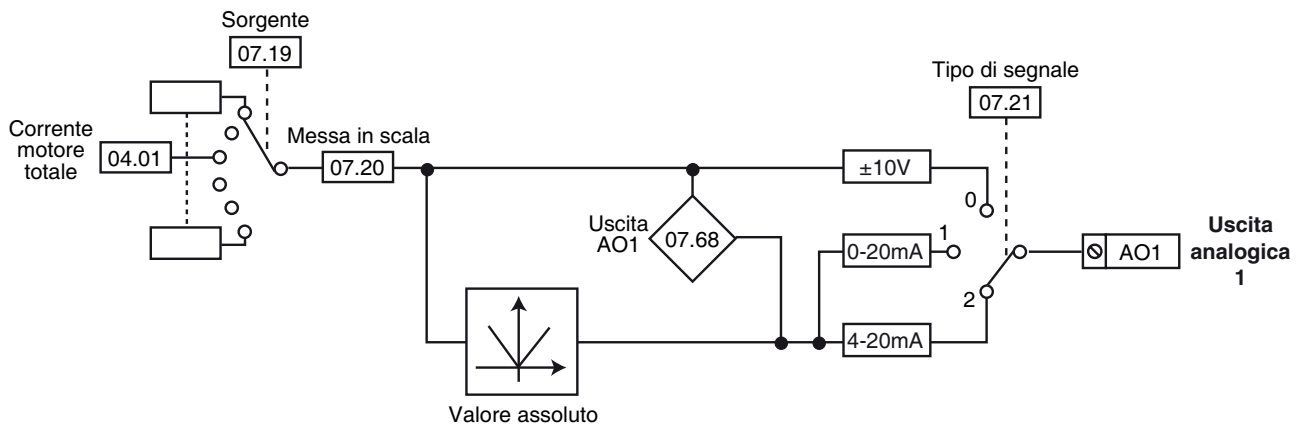 Sorgente
07.19
Corrente
motore
totale
04.01
Messa in scala
07.20
Uscita
AO1
07.68
Valore assoluto
±10V
0-20mA
4-20mA
Tipo di segnale
07.21
0
1
2
AO1
Uscita
analogica
1